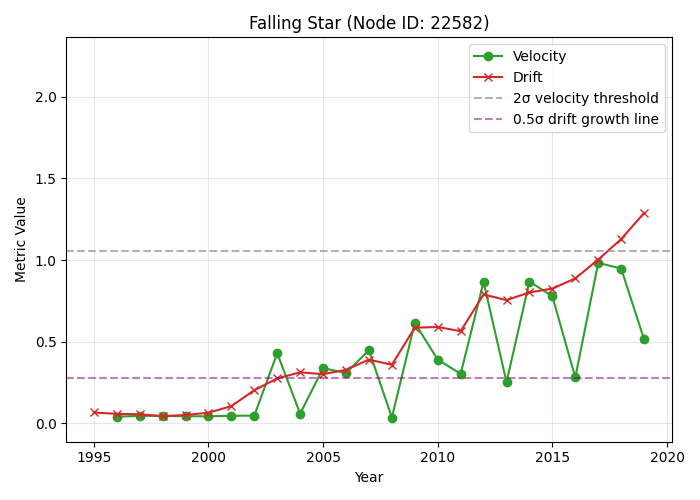 Falling Star (Node ID: 22582)
Velocity
Drift
2σ velocity threshold
0.5σ drift growth line
Metric Value
2.0
1.5
1.0
0.5
0.0
1995 2000 2005 2010 2015 2020
Year